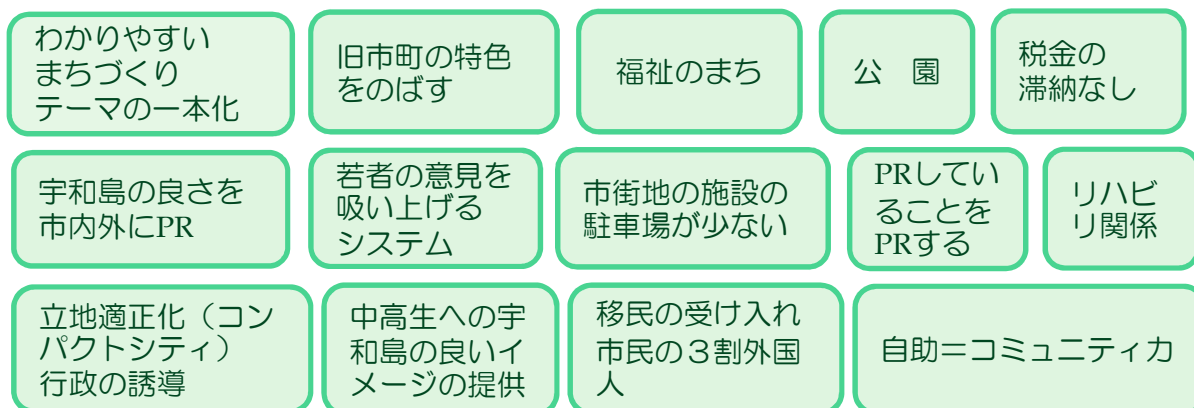 わかりやすい
まちづくり
テーマの一本化
旧市町の特色
をのばす
福祉のまち
公　園
税金の
滞納なし
宇和島の良さを
市内外にPR
若者の意見を
吸い上げる
システム
市街地の施設の
駐車場が少ない
PRしてい
ることを
PRする
リハビ
リ関係
立地適正化（コン
パクトシティ）
行政の誘導
中高生への宇
和島の良いイ
メージの提供
移民の受け入れ
市民の３割外国
人
自助＝コミュニティ力